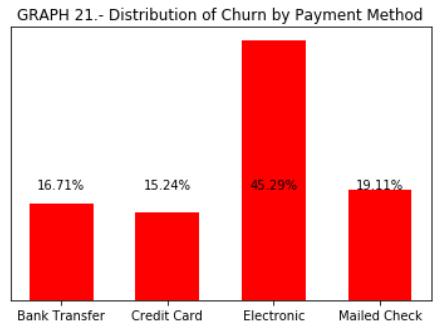 GRAPH 21.- Distribution of Churn by Payment Method
16.71% 15.24% 45.29% 19.11%
Bank Transfer Credit Card Electronic Mailed Check